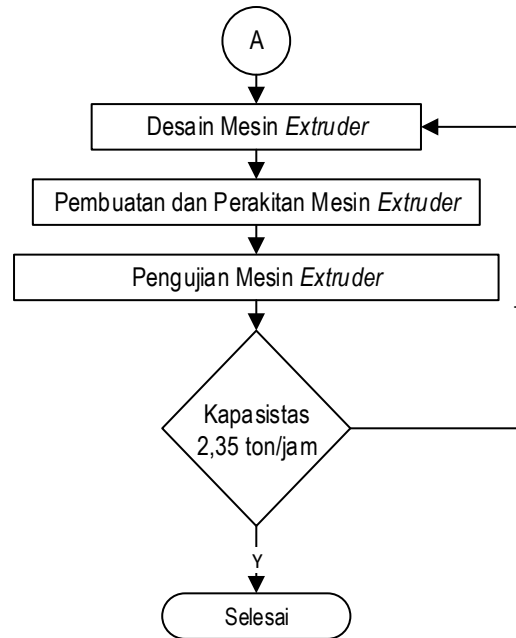 A
Desain Mesin Extruder
Pembuatan dan Perakitan Mesin Extruder
Pengujian Mesin Extruder
Kapasistas
2,35 ton/jam
Y
Selesai